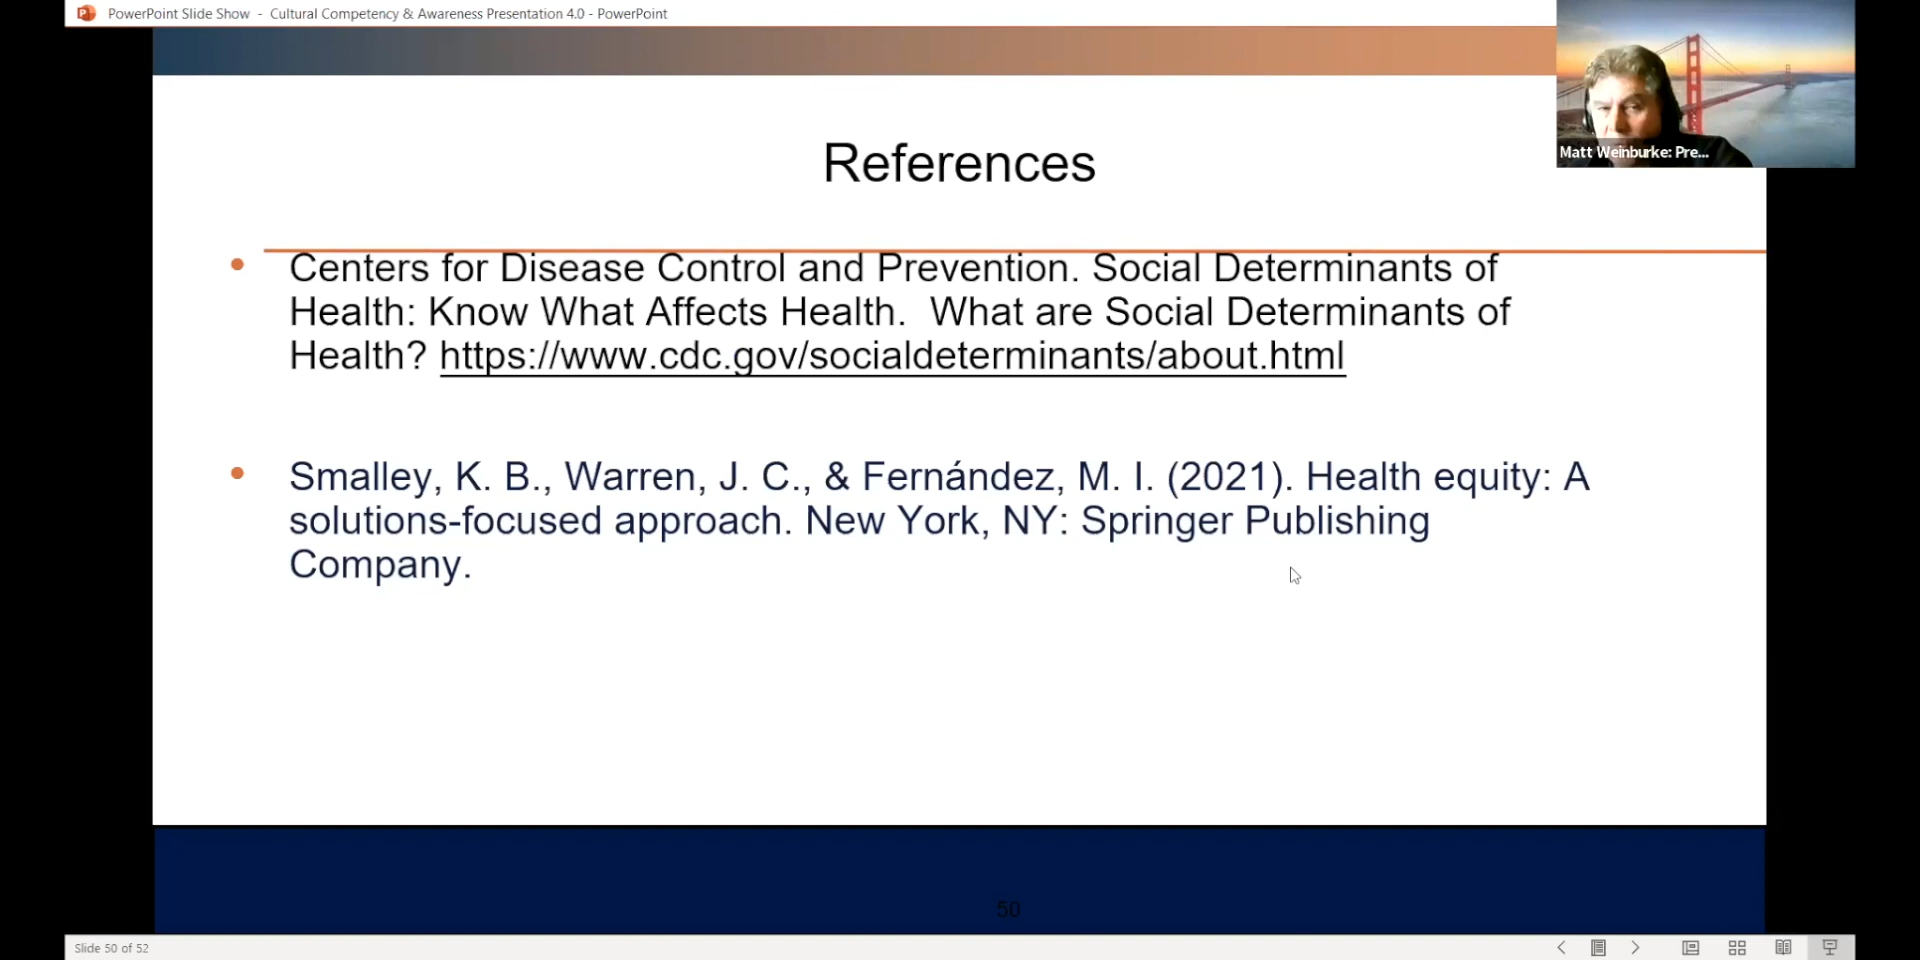 PowerPoint Slide Show - Cultural Competency & Awareness Presentation 4.0 - PowerPoint
Matt Weinburke: Pre...
References
Centers for Disease Control and Prevention. Social Determinants of
Health: Know What Affects Health.  What are Social Determinants of
Health? https://www.cdc.gov/socialdeterminants/about.html
Smalley, K. B., Warren, J. C., & Fernández, M. I. (2021). Health equity: A
solutions-focused approach. New York, NY: Springer Publishing
Company.
50
Slide 50 of 52